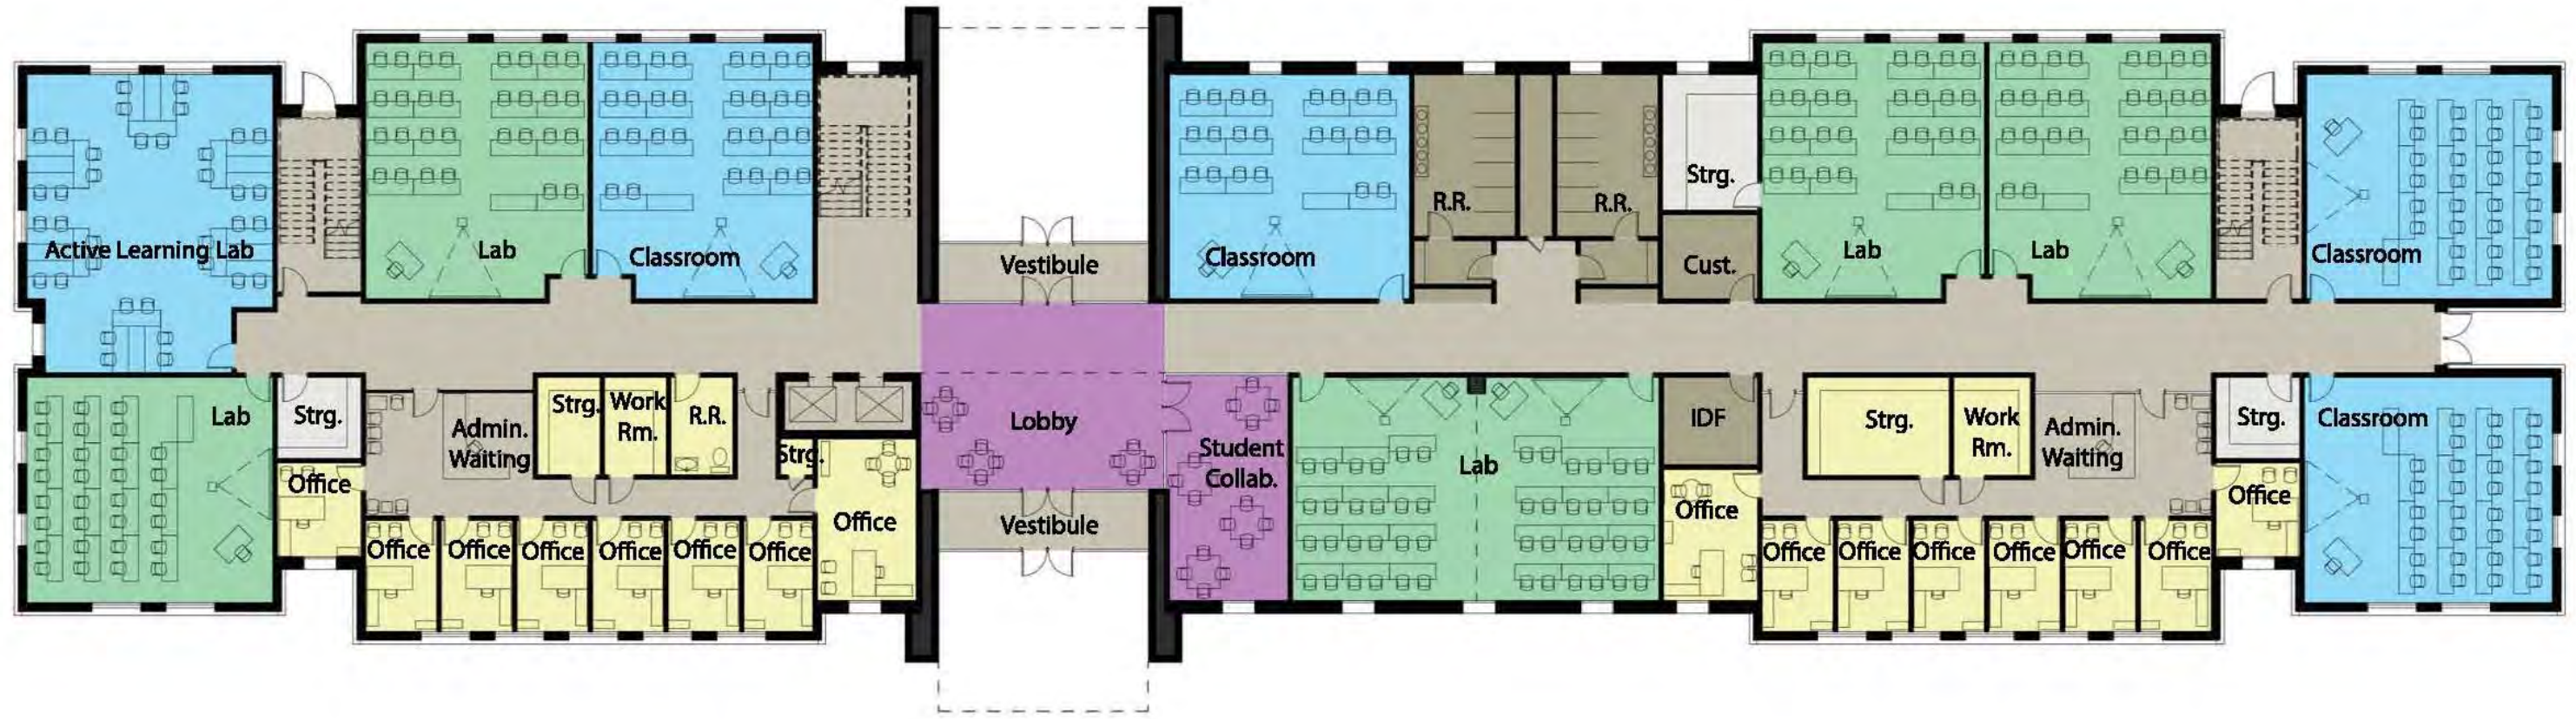 Active Learning Lab
Lab
Classroom
Vestibule
Classroom
R.R.
R.R.
Strg.
Cust.
Lab
Lab
Classroom
Lab
Strg.
Office
Admin.
Waiting
Strg.
Work
Rm.
R.R.
Strg.
Office
Lobby
Vestibule
Student
Collab.
Lab
IDF
Office
Strg.
Work
Rm.
Admin.
Waiting
Strg.
Office
Classroom
Office
Office
Office
Office
Office
Office
Office
Office
Office
Office
Office
Office